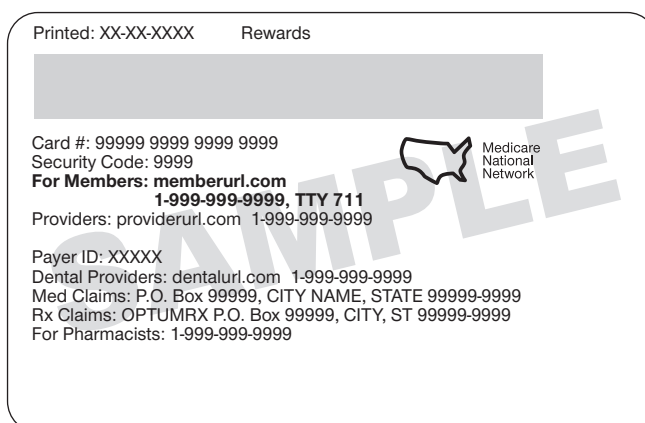 Printed: XX-XX-XXXX Rewards
Card #: 99999 9999 9999 9999
Security Code: 9999
Medicare
National
Network
For Members: memberurl.com
1-999-999-9999, TTY 711
Providers: providerurl.com 1-999-999-9999
Payer ID: XXXXX
Dental Providers: dentalurl.com 1-999-999-9999
Med Claims: P.O. Box 99999, CITY NAME, STATE 99999-9999
Rx Claims: OPTUMRX P.O. Box 99999, CITY, ST 99999-9999
For Pharmacists: 1-999-999-9999
SAMPLE